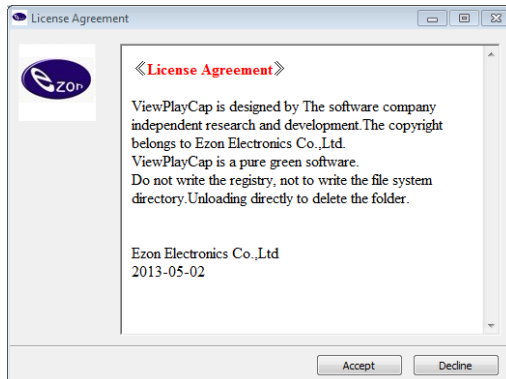 License Agreement
ezon
《License Agreement》
ViewPlayCap is designed by The software company
independent research and development.The copyright
belongs to Ezon Electronics Co.,Ltd.
ViewPlayCap is a pure green software.
Do not write the registry, not to write the file system
directory.Unloading directly to delete the folder.
Ezon Electronics Co.,Ltd
2013-05-02
Accept
Decline